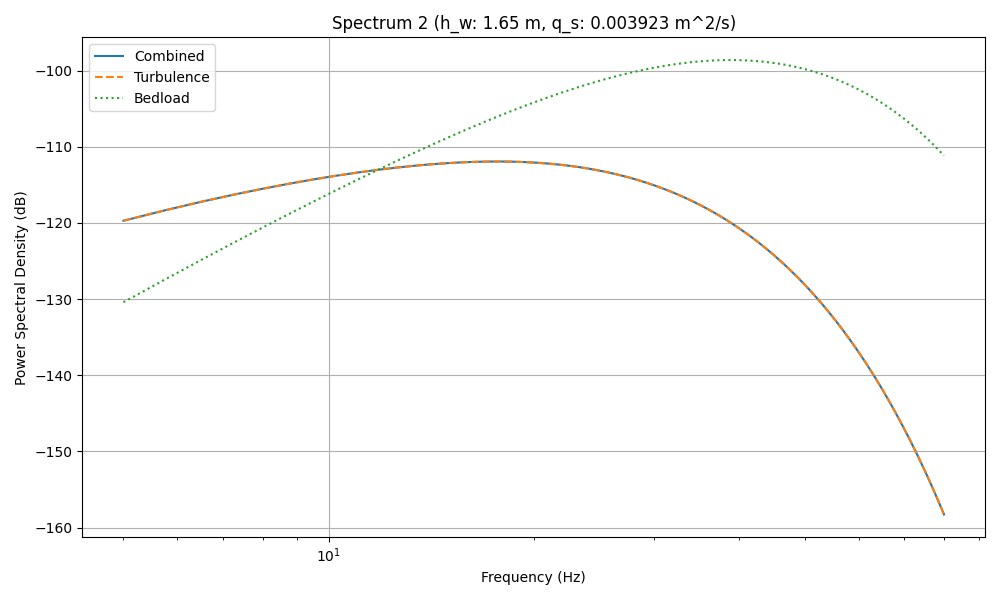 Spectrum 2 (h_w: 1.65 m, q_s: 0.003923 m^2/s)
Combined
Turbulence
Bedload
Power Spectral Density (dB)
−100
−110
−120
−130
−140
−150
−160
10¹
Frequency (Hz)